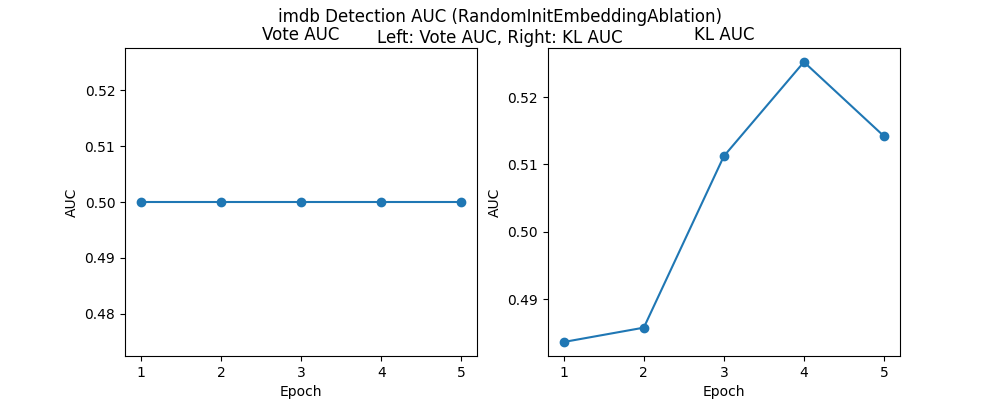 imdb Detection AUC (RandomInitEmbeddingAblation)
Left: Vote AUC, Right: KL AUC
Vote AUC
AUC
0.52
0.51
0.50
0.49
0.48
1 2 3 4 5
Epoch
KL AUC
AUC
0.52
0.51
0.50
0.49
1 2 3 4 5
Epoch